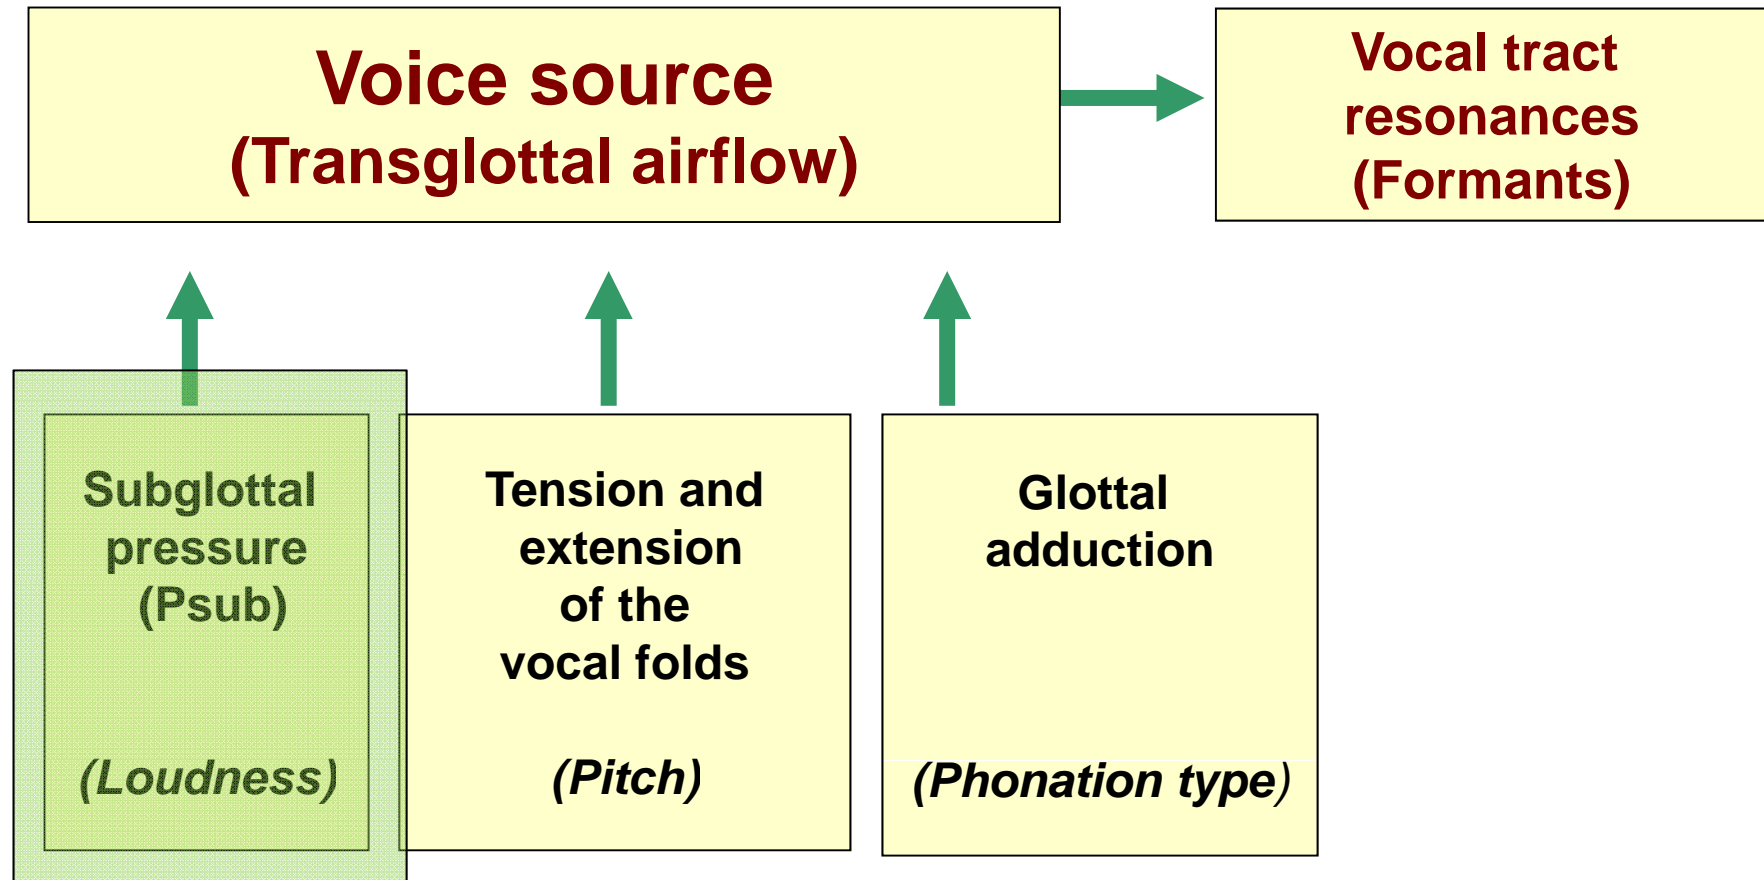 Voice source
(Transglottal airflow)
Vocal tract
resonances
(Formants)
Subglottal
pressure
(Psub)
(Loudness)
Tension and
extension
of the
vocal folds
(Pitch)
Glottal
adduction
(Phonation type)